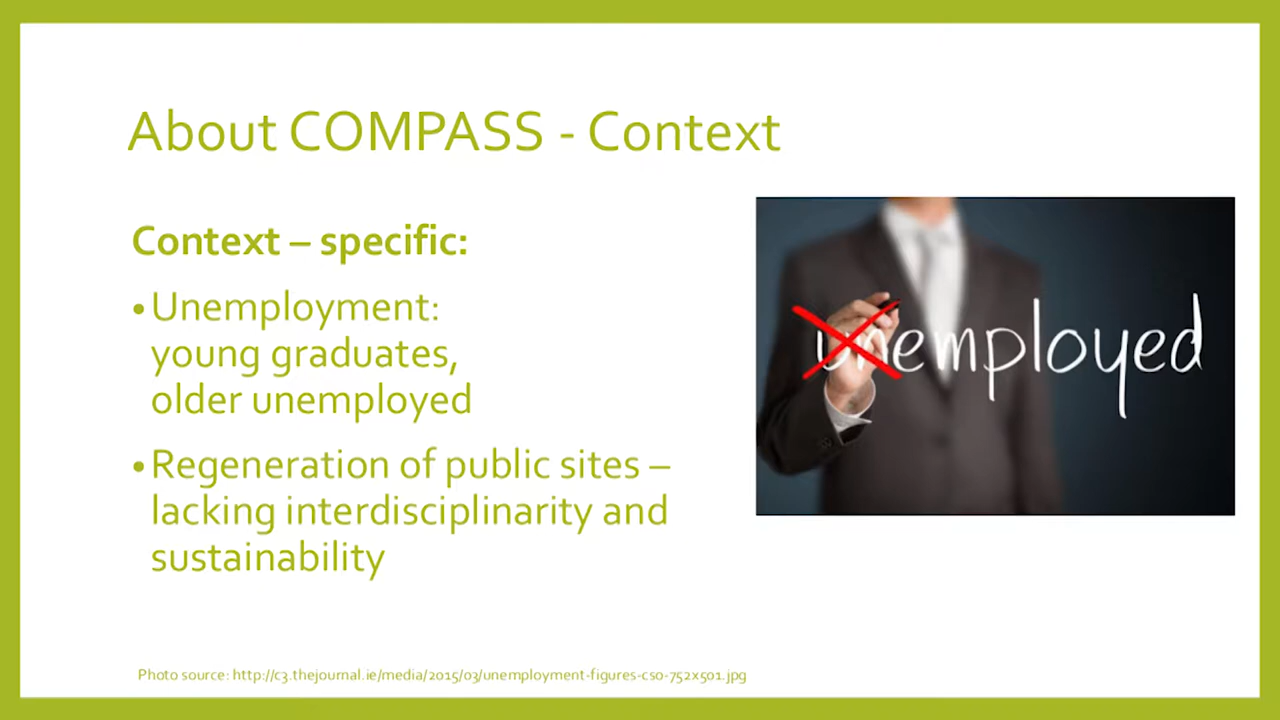 About COMPASS - Context
Context – specific:
•Unemployment:
young graduates,
older unemployed
•Regeneration of public sites –
lacking interdisciplinarity and
sustainability
unemployed
Photo source: http://c3.thejournal.ie/media/2015/03/unemployment-figures-cso-752x501.jpg